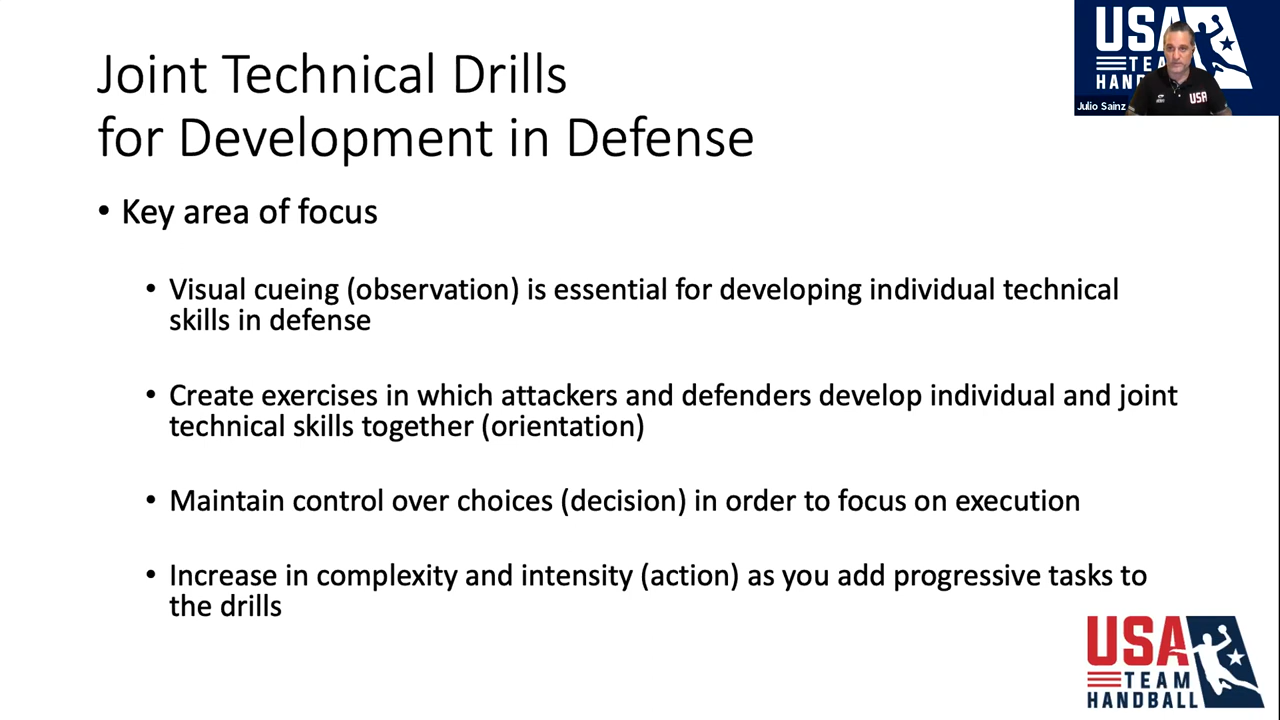 Joint Technical Drills
for Development in Defense
• Key area of focus
• Visual cueing (observation) is essential for developing individual technical
skills in defense
• Create exercises in which attackers and defenders develop individual and joint
technical skills together (orientation)
• Maintain control over choices (decision) in order to focus on execution
• Increase in complexity and intensity (action) as you add progressive tasks to
the drills
USA
TEAM
HANDBALL
USA
TEA
HANDB
USA
Julio Sainz